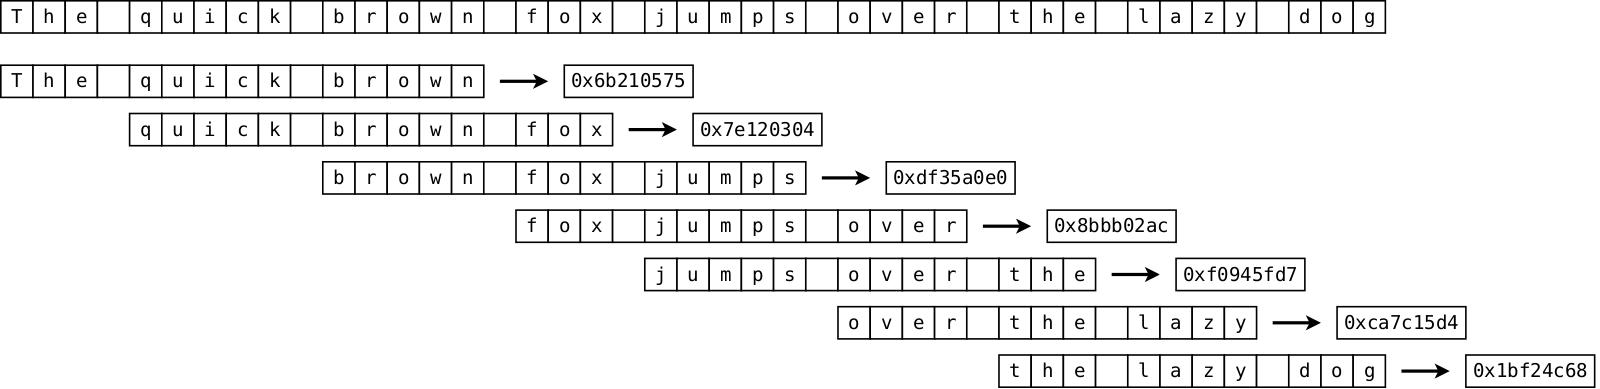 The quick brown fox jumps over the lazy dog
The quick brown 0x6b210575
quick brown fox 0x7e120304
brown fox jumps 0xdf35a0e0
fox jumps over 0x8bbb02ac
jumps over the 0xf0945fd7
over the lazy 0xca7c15d4
the lazy dog 0x1bf24c68